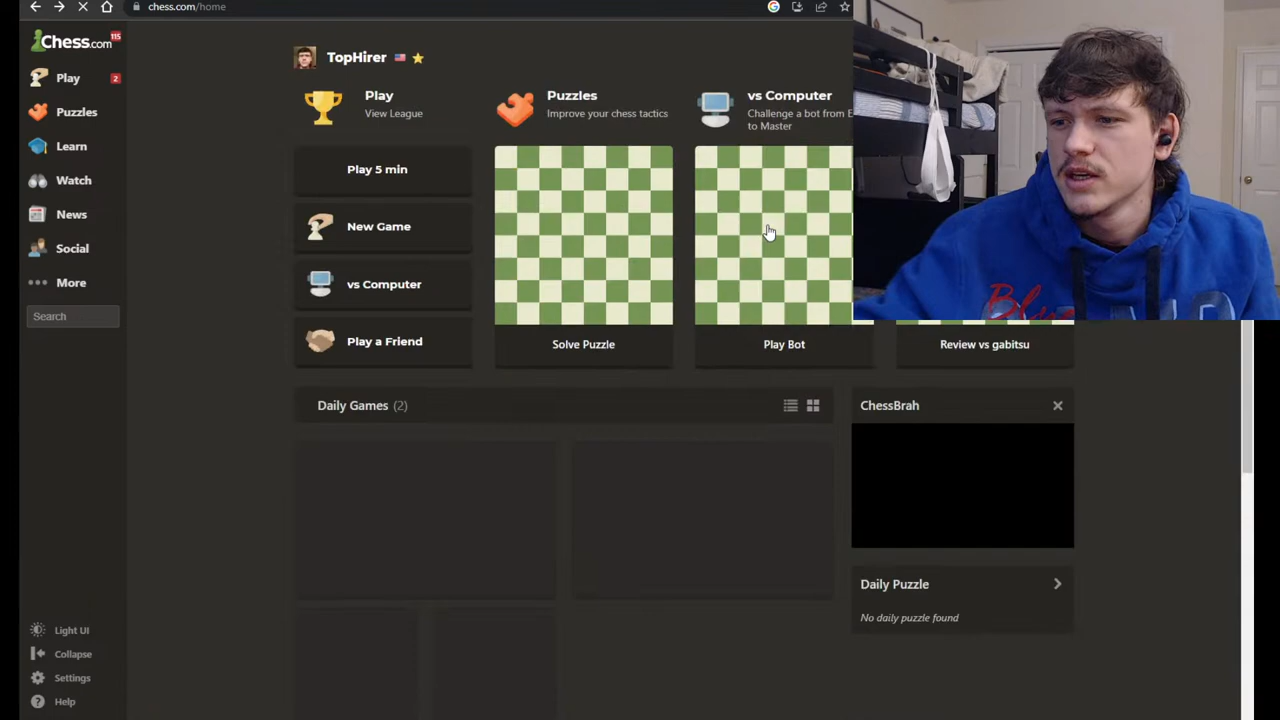 chess.com/home
Chess.com
115
TopHirer
Play
2
Puzzles
Learn
Watch
News
Social
More
Search
Play
View League
Puzzles
Improve your chess tactics
vs Computer
Challenge a bot from
to Master
Play 5 min
New Game
vs Computer
Play a Friend
Solve Puzzle
Play Bot
Review vs gabitsu
Daily Games (2)
ChessBrah
Daily Puzzle
No daily puzzle found
Light UI
Collapse
Settings
Help